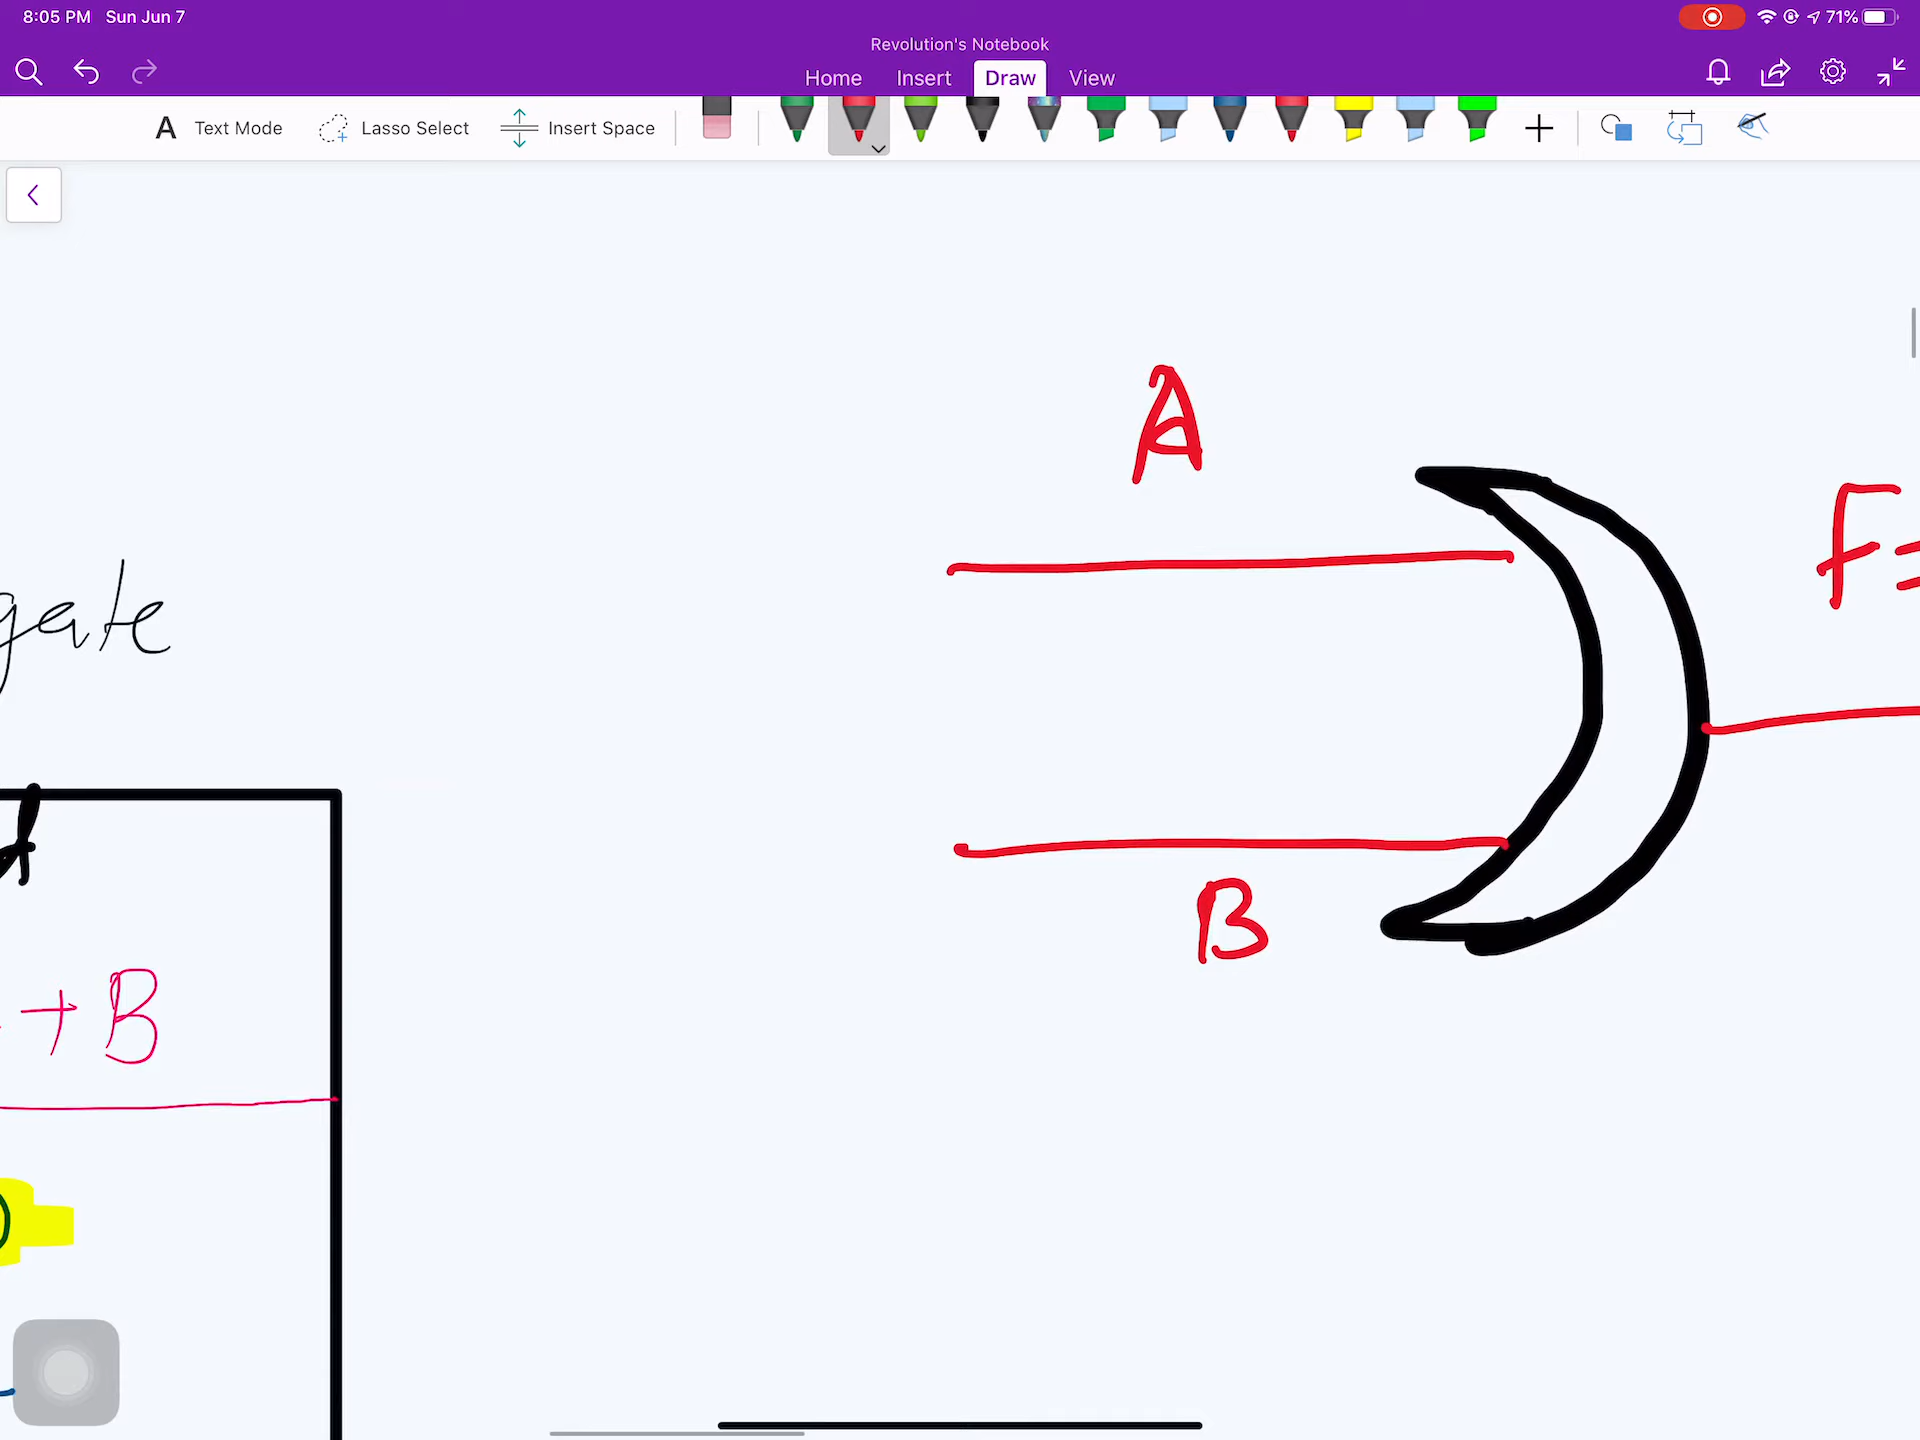 8:05 PM Sun Jun 7
71%
Revolution's Notebook
Home Insert Draw View
A Text Mode Lasso Select Insert Space
A
F=
gate
B
+ B